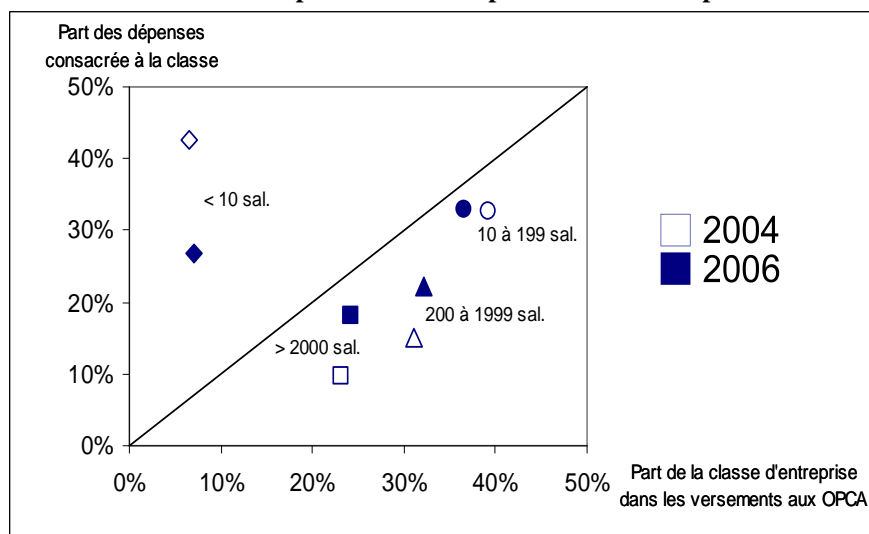 Part des dépenses
consacrée à la classe
50%
40%
30%
20%
10%
0%
< 10 sal.
10 à 199 sal.
200 à 1999 sal.
> 2000 sal.
0% 10% 20% 30% 40% 50%
Part de la classe d'entreprise
dans les versements aux OPCA
2004
2006